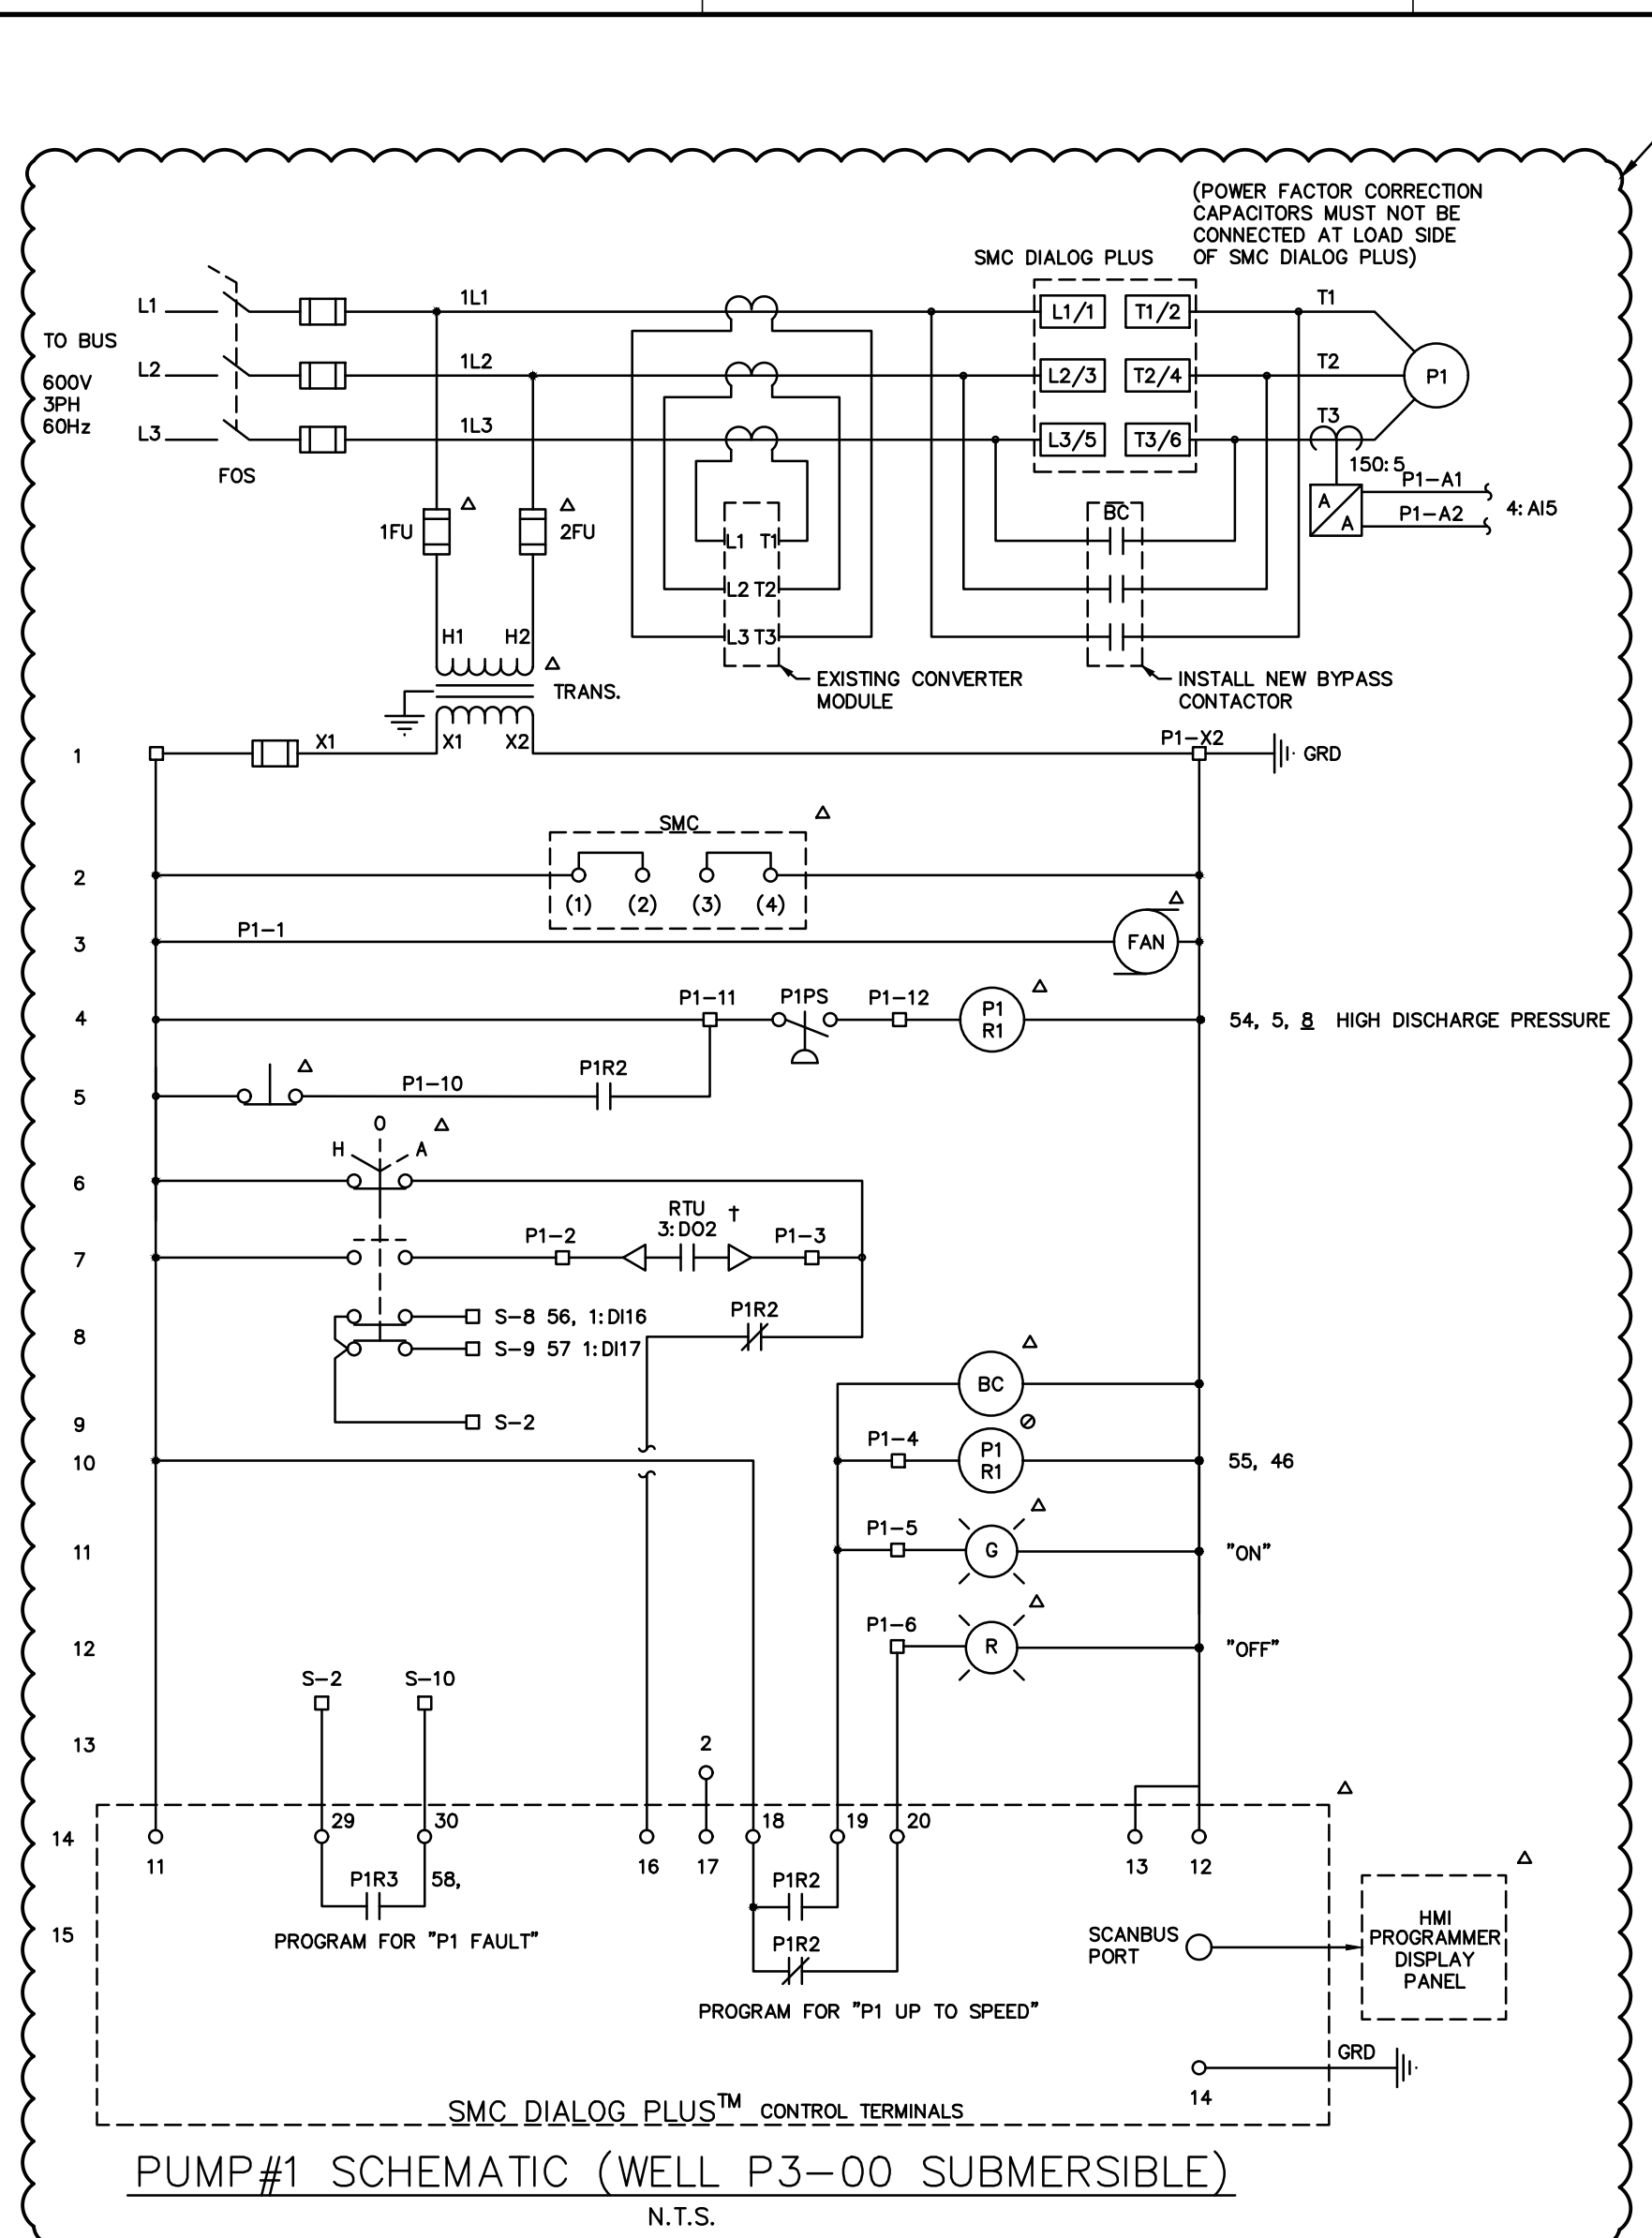 (POWER FACTOR CORRECTION
CAPACITORS MUST NOT BE
CONNECTED AT LOAD SIDE
OF SMC DIALOG PLUS)
SMC DIALOG PLUS
L1
1L1
L1/1
T1/2
T1
TO BUS
L2
1L2
L2/3
T2/4
T2
P1
600V
3PH
60Hz
L3
1L3
L3/5
T3/6
T3
FOS
150:5
P1-A1
P1-A2
4:AI5
A
A
1FU
2FU
BC
L1 T1
L2 T2
L3 T3
H1
H2
TRANS.
EXISTING CONVERTER
MODULE
INSTALL NEW BYPASS
CONTACTOR
1
X1
X1
X2
P1-X2
GRD
SMC
2
(1) (2) (3) (4)
3
P1-1
FAN
4
P1-11
P1PS
P1-12
P1
R1
54, 5, 8 HIGH DISCHARGE PRESSURE
5
P1-10
P1R2
H
O
A
6
RTU
3:DO2 †
7
P1-2
P1-3
8
S-8 56, 1:DI16
S-9 57 1:DI17
P1R2
BC
9
S-2
10
P1-4
P1
R1
55, 46
11
P1-5
G
"ON"
12
P1-6
R
"OFF"
S-2
S-10
13
2
14
11
29
30
16
17
18
19
20
13
12
P1R3
58,
P1R2
15
PROGRAM FOR "P1 FAULT"
P1R2
PROGRAM FOR "P1 UP TO SPEED"
SCANBUS
PORT
HMI
PROGRAMMER
DISPLAY
PANEL
GRD
14
SMC DIALOG PLUS™ CONTROL TERMINALS
PUMP#1 SCHEMATIC (WELL P3-00 SUBMERSIBLE)
N.T.S.